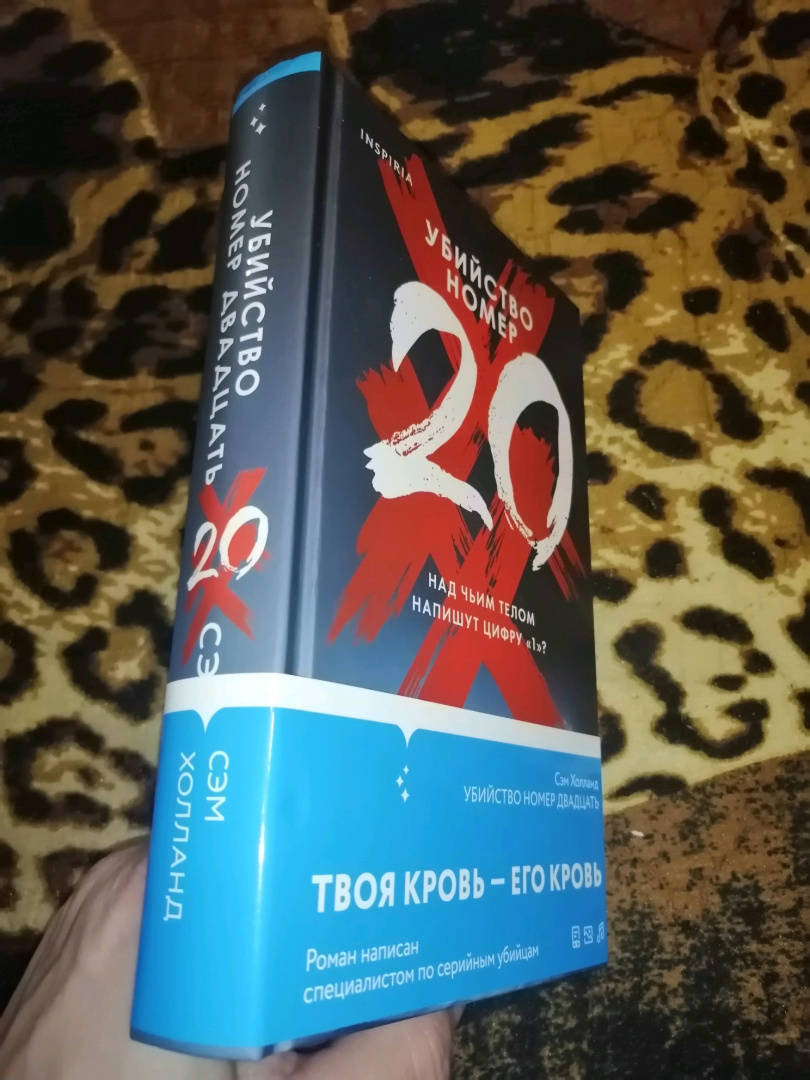 УБИЙСТВО
НОМЕР ДВАДЦАТЬ
20
СЭ
СЭМ
ХОЛЛАНД
INSPIRIA
УБИЙСТВО
НОМЕР
20
НАД ЧЬИМ ТЕЛОМ
НАПИШУТ ЦИФРУ «1»?
Сэм Холланд
УБИЙСТВО НОМЕР ДВАДЦАТЬ
ТВОЯ КРОВЬ – ЕГО КРОВЬ
Роман написан
специалистом по серийным убийцам